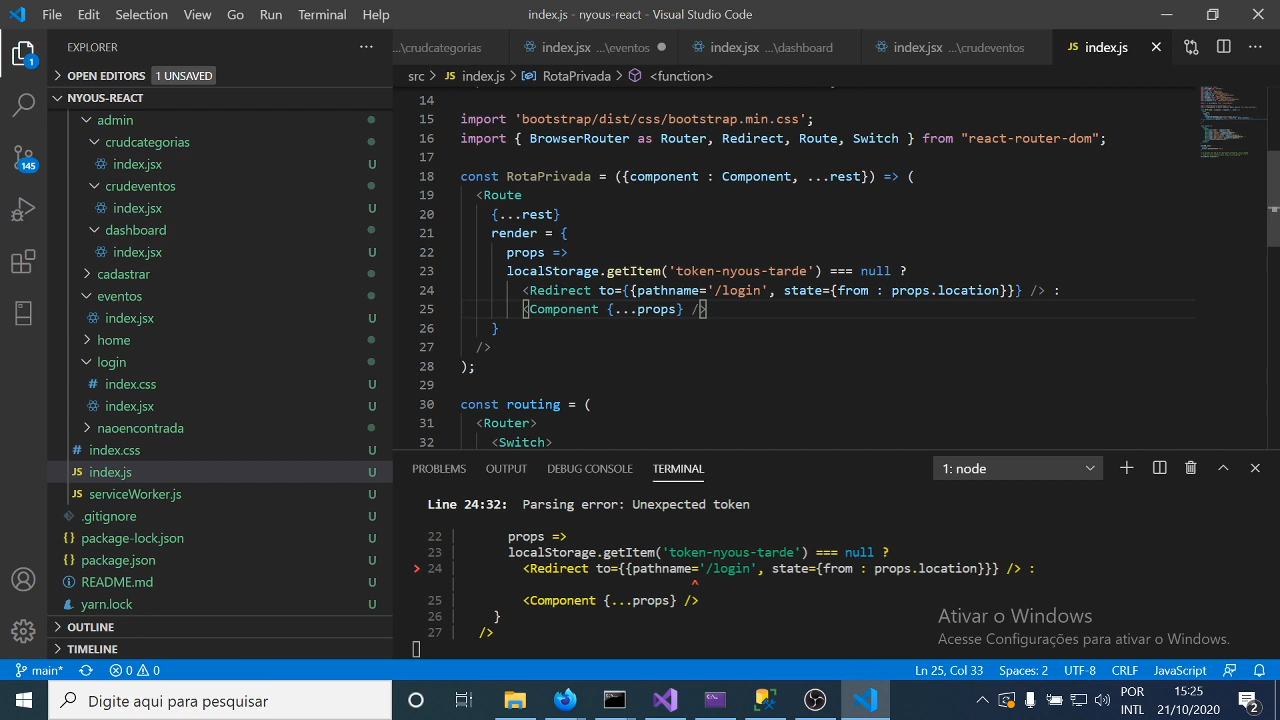 File Edit Selection View Go Run Terminal Help
index.js - nyous-react - Visual Studio Code
EXPLORER
OPEN EDITORS 1 UNSAVED
NYOUS-REACT
admin
crudcategorias
index.jsx U
crudeventos
index.jsx U
dashboard
index.jsx U
cadastrar
eventos
index.jsx U
home
login
index.css U
index.jsx U
naoencontrada
index.css U
index.js U
serviceWorker.js U
.gitignore
package-lock.json U
package.json U
README.md U
yarn.lock U
OUTLINE
TIMELINE
1
145
...\crudcategorias index.jsx ...\eventos index.jsx ...\dashboard index.jsx ...\crudeventos JS index.js
src > JS index.js > RotaPrivada > <function>
14
15 import 'bootstrap/dist/css/bootstrap.min.css';
16 import { BrowserRouter as Router, Redirect, Route, Switch } from "react-router-dom";
17
18 const RotaPrivada = ({component : Component, ...rest}) => (
19 <Route
20 {...rest}
21 render = {
22 props =>
23 localStorage.getItem('token-nyous-tarde') === null ?
24 <Redirect to={{pathname='/login', state={from : props.location}}} /> :
25 <Component {...props} />
26 }
27 />
28 );
29
30 const routing = (
31 <Router>
32 <Switch>
PROBLEMS OUTPUT DEBUG CONSOLE TERMINAL 1: node
Line 24:32: Parsing error: Unexpected token
22 | props =>
23 | localStorage.getItem('token-nyous-tarde') === null ?
> 24 | <Redirect to={{pathname='/login', state={from : props.location}}} /> :
| ^
25 | <Component {...props} />
26 | }
27 | />
Ativar o Windows
Acesse Configurações para ativar o Windows.
main* 0 0 Ln 25, Col 33 Spaces: 2 UTF-8 CRLF JavaScript
Digite aqui para pesquisar
POR
INTL
15:25
21/10/2020
2